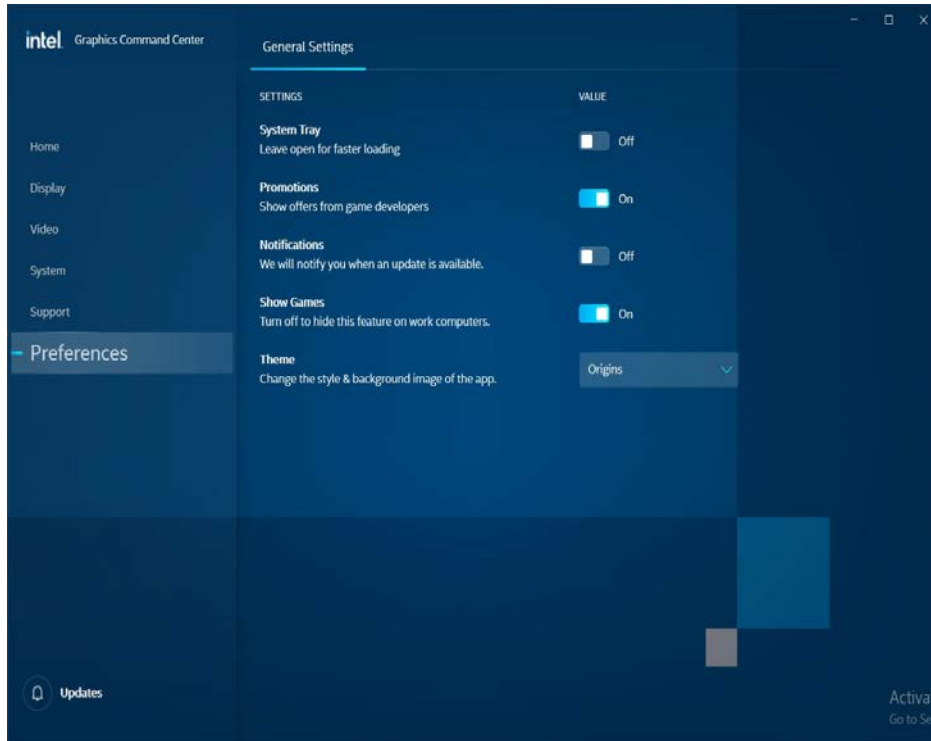 intel Graphics Command Center
General Settings
SETTINGS VALUE
System Tray
Leave open for faster loading
Off
Promotions
Show offers from game developers
On
Notifications
We will notify you when an update is available.
Off
Show Games
Turn off to hide this feature on work computers.
On
Theme
Change the style & background image of the app.
Origins
Home
Display
Video
System
Support
Preferences
Updates
Activa
Go to Se